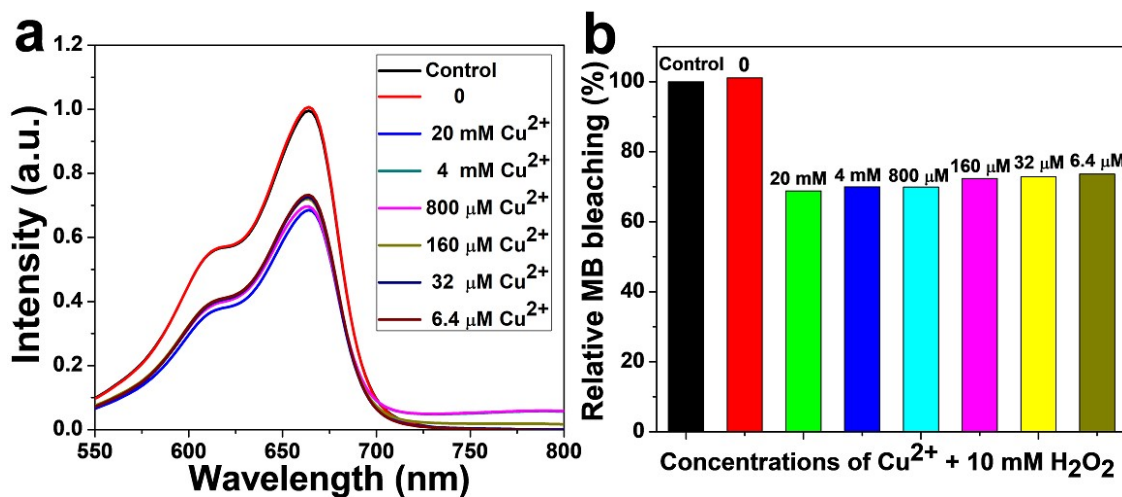 a
1.2
1.0
0.8
0.6
0.4
0.2
0.0
550 600 650 700 750 800
Wavelength (nm)
Intensity (a.u.)
Control
0
20 mM Cu²⁺
4 mM Cu²⁺
800 μM Cu²⁺
160 μM Cu²⁺
32 μM Cu²⁺
6.4 μM Cu²⁺
b
Relative MB bleaching (%)
100
80
60
40
20
0
Control 0
20 mM 4 mM 800 μM 160 μM 32 μM 6.4 μM
Concentrations of Cu²⁺ + 10 mM H₂O₂